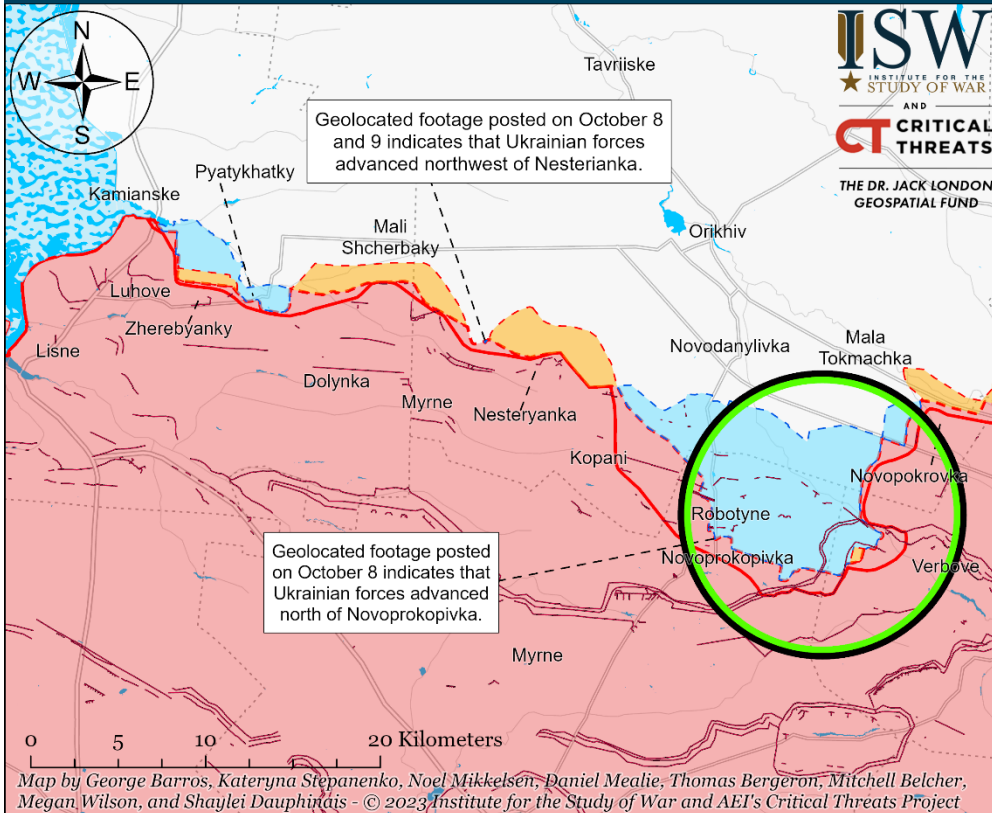 N
W
E
S
ISW
INSTITUTE FOR THE
STUDY OF WAR
AND
CT CRITICAL
THREATS
THE DR. JACK LONDON
GEOSPATIAL FUND
Tavriiske
Geolocated footage posted on October 8
and 9 indicates that Ukrainian forces
advanced northwest of Nesterianka.
Pyatykhatky
Kamianske
Mali
Shcherbaky
Orikhiv
Luhove
Zherebyanky
Lisne
Novodanylivka
Mala
Tokmachka
Dolynka
Myrne
Nesteryanka
Kopani
Novopokrovka
Robotyne
Novoprokopivka
Verbove
Geolocated footage posted
on October 8 indicates that
Ukrainian forces advanced
north of Novoprokopivka.
Myrne
0 5 10 20 Kilometers
Map by George Barros, Kateryna Stepanenko, Noel Mikkelsen, Daniel Mealie, Thomas Bergeron, Mitchell Belcher,
Megan Wilson, and Shaylei Dauphinais - © 2023 Institute for the Study of War and AEI's Critical Threats Project